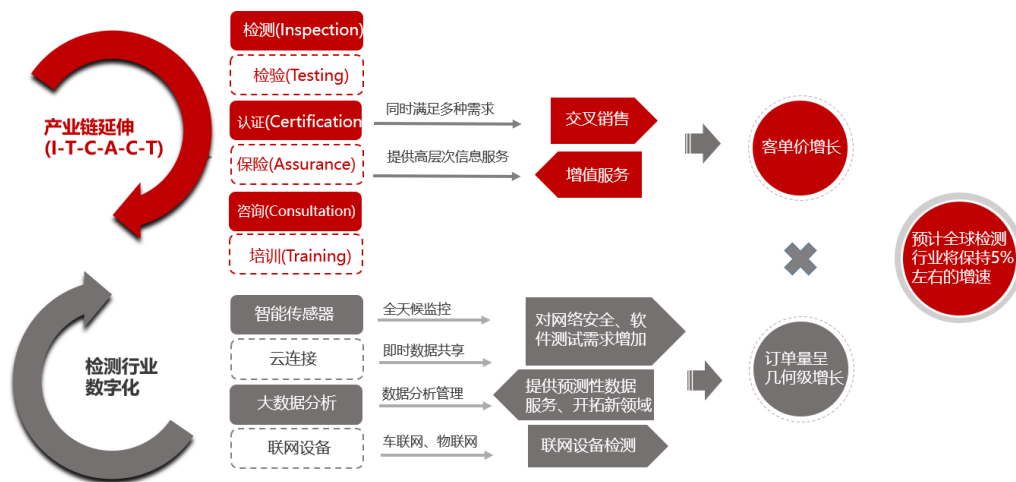 产业链延伸
(I-T-C-A-C-T)
检测(Inspection)
检验(Testing)
认证(Certification
保险(Assurance)
咨询(Consultation)
培训(Training)
同时满足多种需求
提供高层次信息服务
交叉销售
增值服务
客单价增长
预计全球检测
行业将保持5%
左右的增速
检测行业
数字化
智能传感器
云连接
大数据分析
联网设备
全天候监控
即时数据共享
数据分析管理
车联网、物联网
对网络安全、软
件测试需求增加
提供预测性数据
服务、开拓新领域
联网设备检测
订单量呈
几何级增长